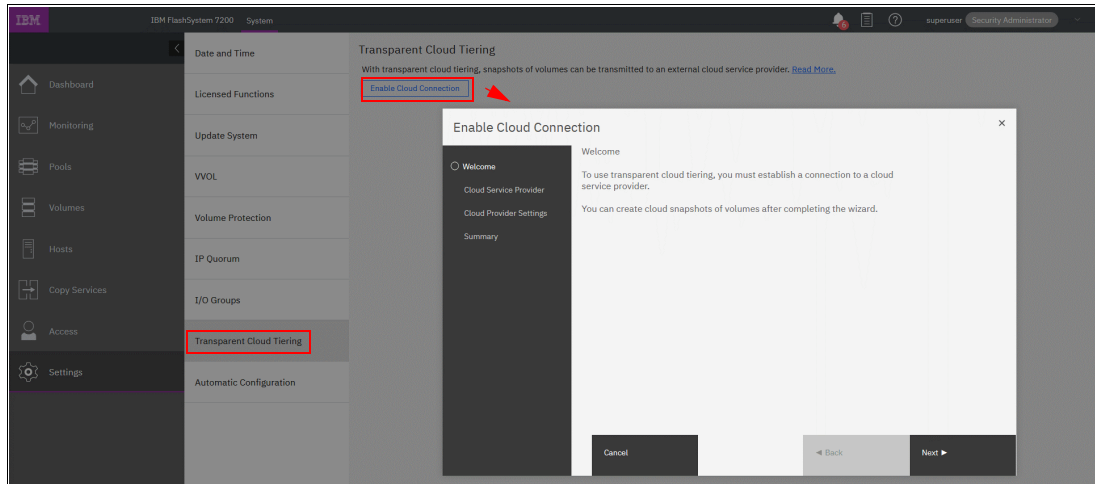 IBM
IBM FlashSystem 7200 System
6
superuser Security Administrator
Dashboard
Monitoring
Pools
Volumes
Hosts
Copy Services
Access
Settings
Date and Time
Licensed Functions
Update System
VVOL
Volume Protection
IP Quorum
I/O Groups
Transparent Cloud Tiering
Automatic Configuration
Transparent Cloud Tiering
With transparent cloud tiering, snapshots of volumes can be transmitted to an external cloud service provider. Read More.
Enable Cloud Connection
Enable Cloud Connection
Welcome
Cloud Service Provider
Cloud Provider Settings
Summary
Welcome
To use transparent cloud tiering, you must establish a connection to a cloud
service provider.
You can create cloud snapshots of volumes after completing the wizard.
Cancel
Back
Next